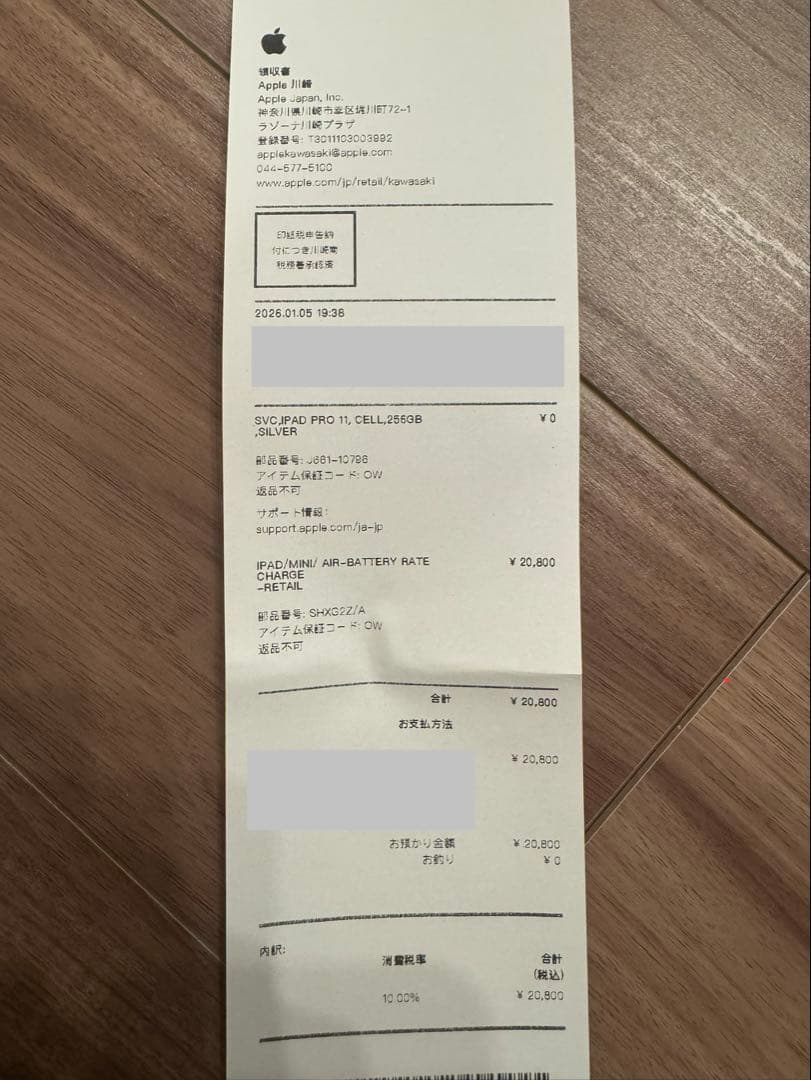 領収書
Apple 川崎
Apple Japan, Inc.
神奈川県川崎市幸区堀川町72-1
ラゾーナ川崎プラザ
登録番号: T3011103003992
applekawasaki@apple.com
044-577-5100
www.apple.com/jp/retail/kawasaki
印紙税申告納
付につき川崎南
税務署承認済
2026.01.05 19:38
SVC,IPAD PRO 11, CELL,256GB ¥ 0
,SILVER
部品番号: J661-10796
アイテム保証コード: OW
返品不可
サポート情報:
support.apple.com/ja-jp
IPAD/MINI/ AIR-BATTERY RATE ¥ 20,800
CHARGE
-RETAIL
部品番号: SHXG2Z/A
アイテム保証コード: OW
返品不可
合計 ¥ 20,800
お支払方法
¥ 20,800
お預かり金額 ¥ 20,800
お釣り ¥ 0
内訳:
消費税率 合計
(税込)
10.00% ¥ 20,800